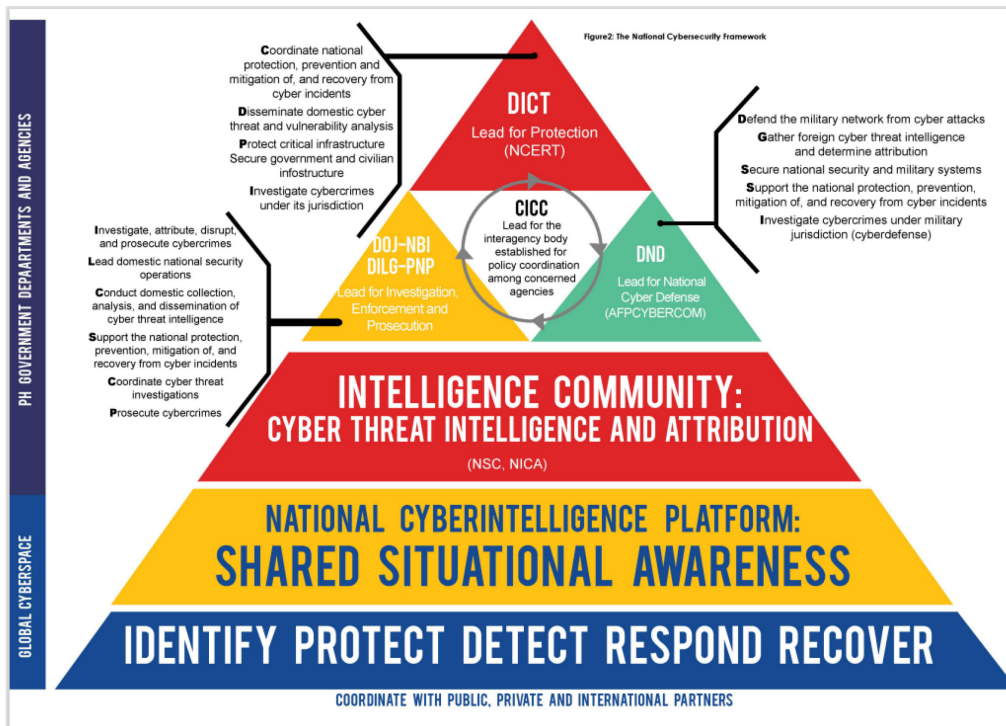 Figure2: The National Cybersecurity Framework
PH GOVERNMENT DEPAARTMENTS AND AGENCIES
GLOBAL CYBERSPACE
Coordinate national
protection, prevention and
mitigation of, and recovery from
cyber incidents
Disseminate domestic cyber
threat and vulnerability analysis
Protect critical infrastructure
Secure government and civilian
infostructure
Investigate cybercrimes
under its jurisdiction
DICT
Lead for Protection
(NCERT)
Defend the military network from cyber attacks
Gather foreign cyber threat intelligence
and determine attribution
Secure national security and military systems
Support the national protection, prevention,
mitigation of, and recovery from cyber incidents
Investigate cybercrimes under military
jurisdiction (cyberdefense)
Investigate, attribute, disrupt,
and prosecute cybercrimes
Lead domestic national security
operations
Conduct domestic collection,
analysis, and dissemination of
cyber threat intelligence
Support the national protection,
prevention, mitigation of, and
recovery from cyber incidents
Coordinate cyber threat
investigations
Prosecute cybercrimes
DOJ-NBI
DILG-PNP
Lead for Investigation,
Enforcement and
Prosecution
CICC
Lead for the
interagency body
established for
policy coordination
among concerned
agencies
DND
Lead for National
Cyber Defense
(AFPCYBERCOM)
INTELLIGENCE COMMUNITY:
CYBER THREAT INTELLIGENCE AND ATTRIBUTION
(NSC, NICA)
NATIONAL CYBERINTELLIGENCE PLATFORM:
SHARED SITUATIONAL AWARENESS
IDENTIFY PROTECT DETECT RESPOND RECOVER
COORDINATE WITH PUBLIC, PRIVATE AND INTERNATIONAL PARTNERS